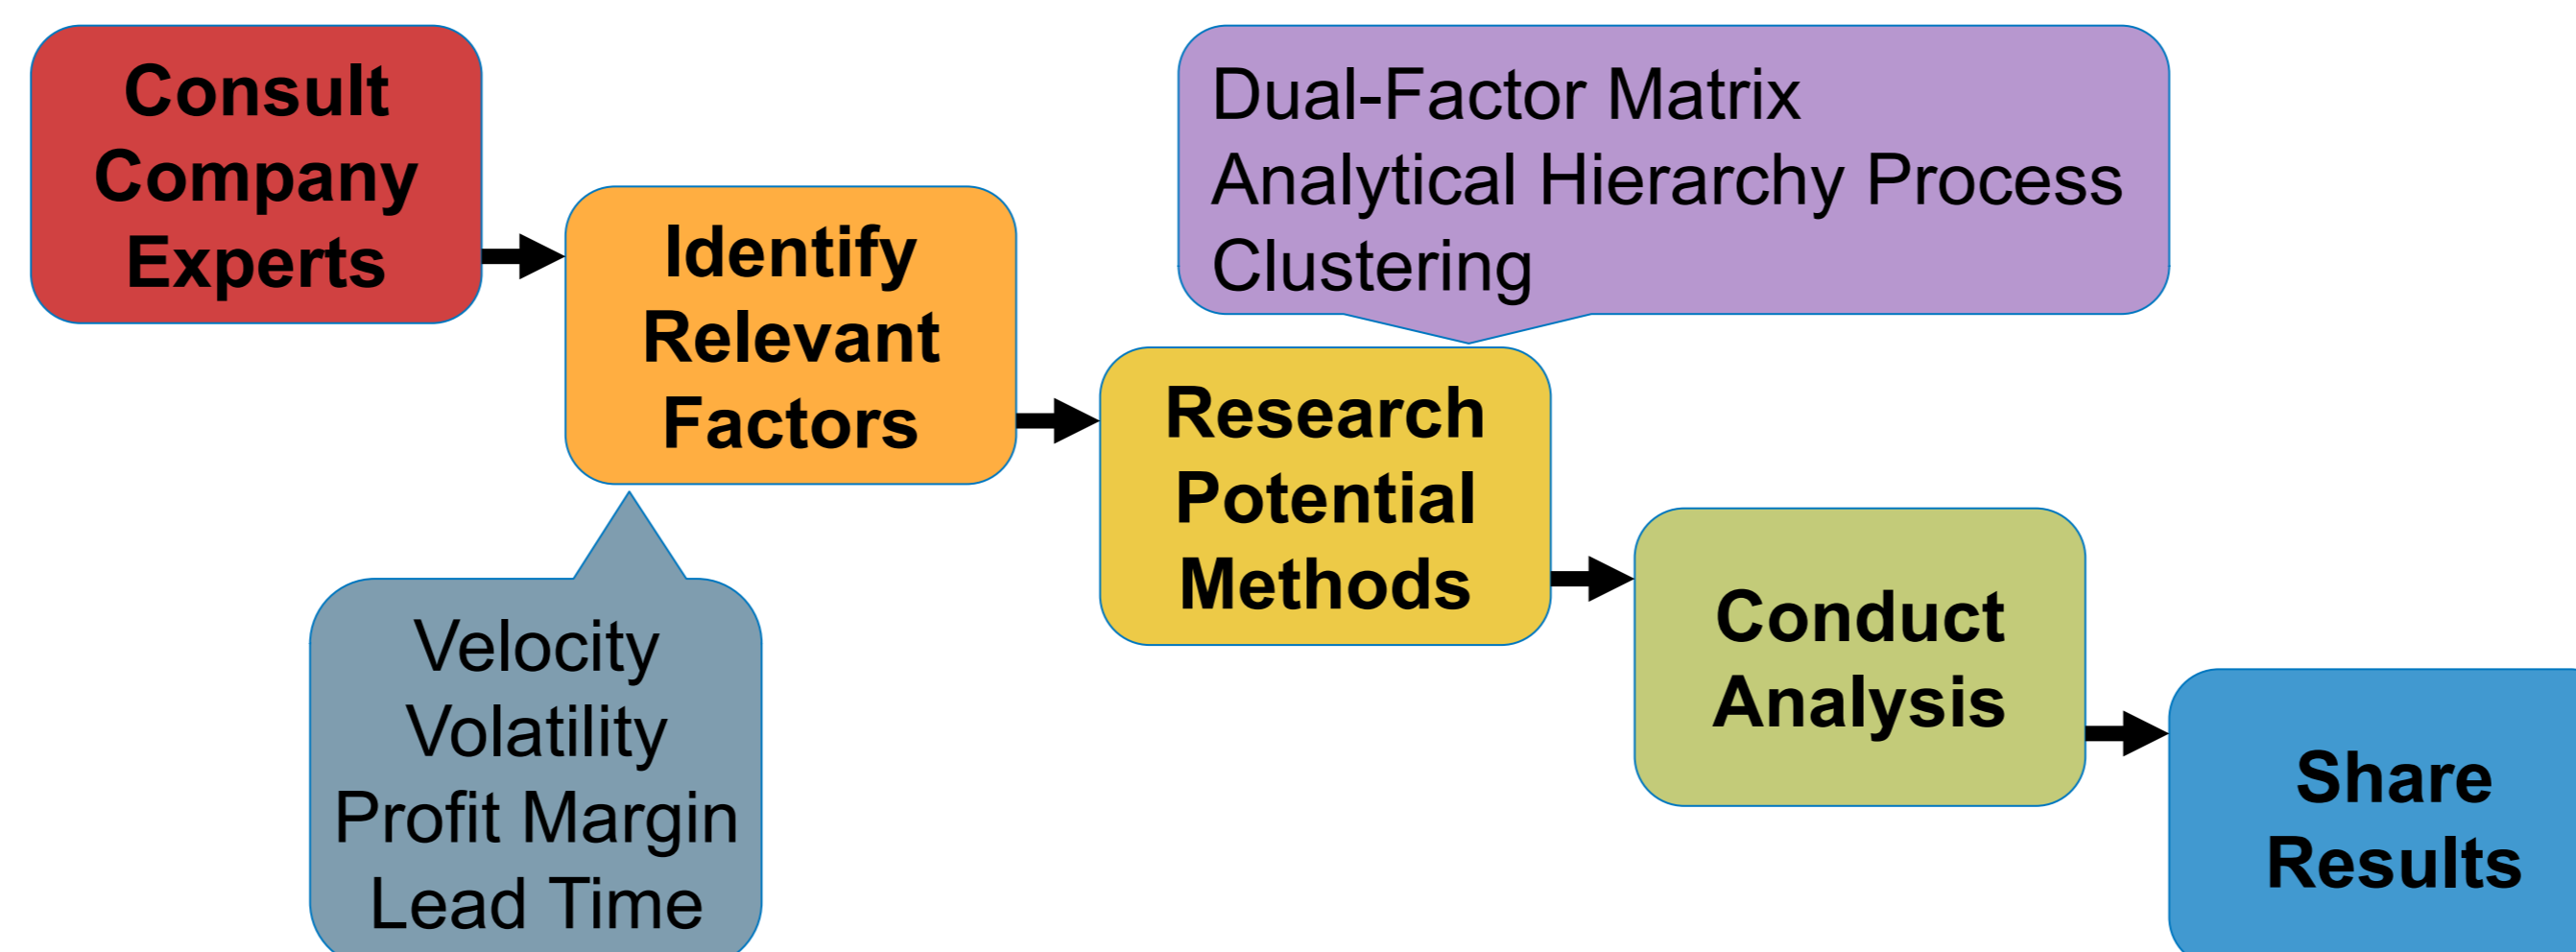 Consult
Company
Experts
Identify
Relevant
Factors
Velocity
Volatility
Profit Margin
Lead Time
Dual-Factor Matrix
Analytical Hierarchy Process
Clustering
Research
Potential
Methods
Conduct
Analysis
Share
Results